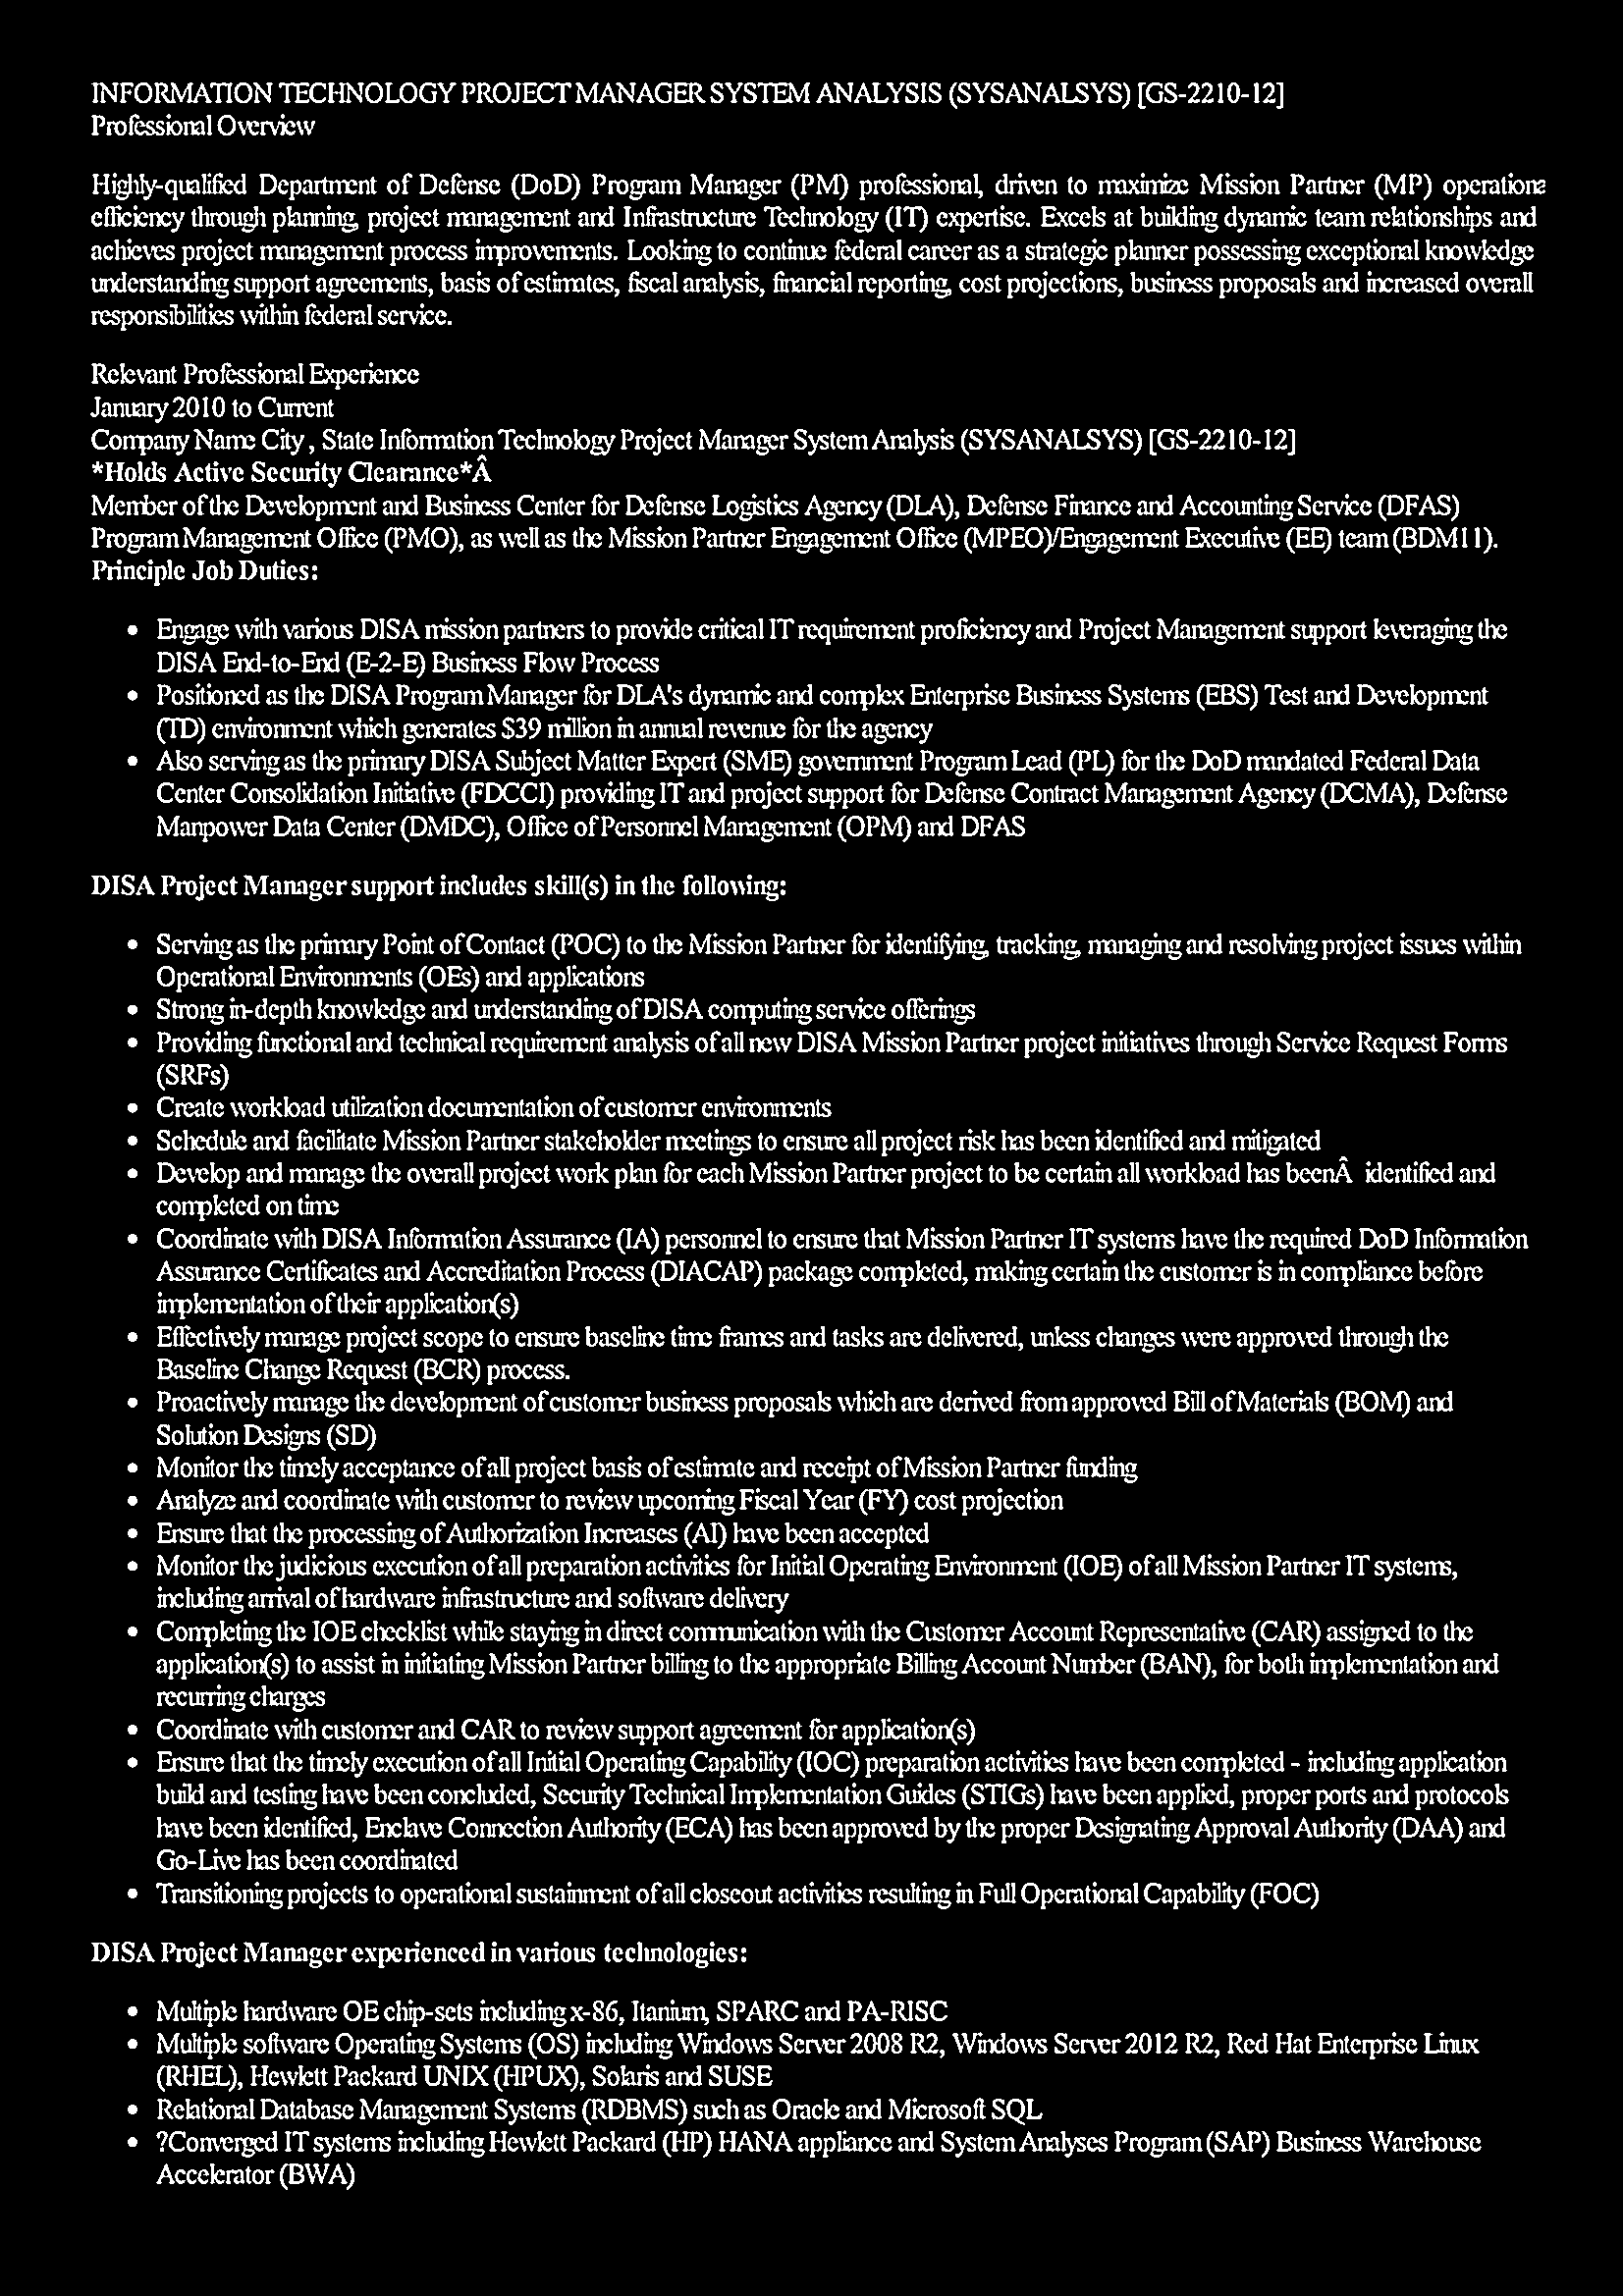 INFORMATION TECHNOLOGY PROJECT MANAGER SYSTEM ANALYSIS (SYSANALSYS) [GS-2210-12]
Professional Overview
Highly-qualified Department of Defense (DoD) Program Manager (PM) professional, driven to maximize Mission Partner (MP) operations
efficiency through planning, project management and Infrastructure Technology (IT) expertise. Excels at building dynamic team relationships and
achieves project management process improvements. Looking to continue federal career as a strategic planner possessing exceptional knowledge
understanding support agreements, basis of estimates, fiscal analysis, financial reporting, cost projections, business proposals and increased overall
responsibilities within federal service.
Relevant Professional Experience
January 2010 to Current
Company Name City , State Information Technology Project Manager System Analysis (SYSANALSYS) [GS-2210-12]
*Holds Active Security Clearance*Â
Member of the Development and Business Center for Defense Logistics Agency (DLA), Defense Finance and Accounting Service (DFAS)
Program Management Office (PMO), as well as the Mission Partner Engagement Office (MPEO)/Engagement Executive (EE) team (BDM11).
Principle Job Duties:
• Engage with various DISA mission partners to provide critical IT requirement proficiency and Project Management support leveraging the
DISA End-to-End (E-2-E) Business Flow Process
• Positioned as the DISA Program Manager for DLA's dynamic and complex Enterprise Business Systems (EBS) Test and Development
(TD) environment which generates $39 million in annual revenue for the agency
• Also serving as the primary DISA Subject Matter Expert (SME) government Program Lead (PL) for the DoD mandated Federal Data
Center Consolidation Initiative (FDCCI) providing IT and project support for Defense Contract Management Agency (DCMA), Defense
Manpower Data Center (DMDC), Office of Personnel Management (OPM) and DFAS
DISA Project Manager support includes skill(s) in the following:
• Serving as the primary Point of Contact (POC) to the Mission Partner for identifying, tracking, managing and resolving project issues within
Operational Environments (OEs) and applications
• Strong in-depth knowledge and understanding of DISA computing service offerings
• Providing functional and technical requirement analysis of all new DISA Mission Partner project initiatives through Service Request Forms
(SRFs)
• Create workload utilization documentation of customer environments
• Schedule and facilitate Mission Partner stakeholder meetings to ensure all project risk has been identified and mitigated
• Develop and manage the overall project work plan for each Mission Partner project to be certain all workload has beenÂ identified and
completed on time
• Coordinate with DISA Information Assurance (IA) personnel to ensure that Mission Partner IT systems have the required DoD Information
Assurance Certificates and Accreditation Process (DIACAP) package completed, making certain the customer is in compliance before
implementation of their application(s)
• Effectively manage project scope to ensure baseline time frames and tasks are delivered, unless changes were approved through the
Baseline Change Request (BCR) process.
• Proactively manage the development of customer business proposals which are derived from approved Bill of Materials (BOM) and
Solution Designs (SD)
• Monitor the timely acceptance of all project basis of estimate and receipt of Mission Partner funding
• Analyze and coordinate with customer to review upcoming Fiscal Year (FY) cost projection
• Ensure that the processing of Authorization Increases (AI) have been accepted
• Monitor the judicious execution of all preparation activities for Initial Operating Environment (IOE) of all Mission Partner IT systems,
including arrival of hardware infrastructure and software delivery
• Completing the IOE checklist while staying in direct communication with the Customer Account Representative (CAR) assigned to the
application(s) to assist in initiating Mission Partner billing to the appropriate Billing Account Number (BAN), for both implementation and
recurring charges
• Coordinate with customer and CAR to review support agreement for application(s)
• Ensure that the timely execution of all Initial Operating Capability (IOC) preparation activities have been completed - including application
build and testing have been concluded, Security Technical Implementation Guides (STIGs) have been applied, proper ports and protocols
have been identified, Enclave Connection Authority (ECA) has been approved by the proper Designating Approval Authority (DAA) and
Go-Live has been coordinated
• Transitioning projects to operational sustainment of all closeout activities resulting in Full Operational Capability (FOC)
DISA Project Manager experienced in various technologies:
• Multiple hardware OE chip-sets including x-86, Itanium, SPARC and PA-RISC
• Multiple software Operating Systems (OS) including Windows Server 2008 R2, Windows Server 2012 R2, Red Hat Enterprise Linux
(RHEL), Hewlett Packard UNIX (HPUX), Solaris and SUSE
• Relational Database Management Systems (RDBMS) such as Oracle and Microsoft SQL
• ?Converged IT systems including Hewlett Packard (HP) HANA appliance and System Analyses Program (SAP) Business Warehouse
Accelerator (BWA)